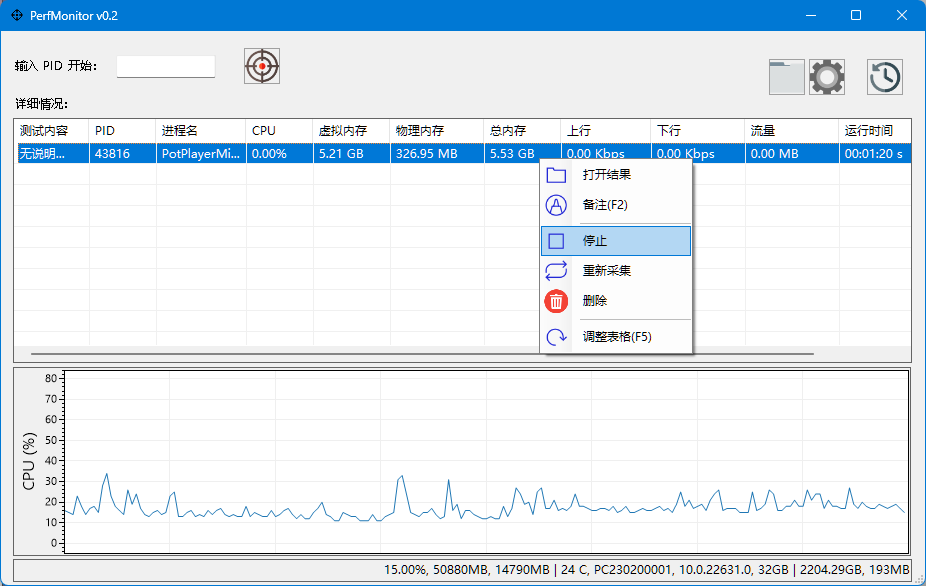 PerfMonitor v0.2
输入 PID 开始:
详细情况:
测试内容 PID 进程名 CPU 虚拟内存 物理内存 总内存 上行 下行 流量 运行时间
无说明... 43816 PotPlayerMi... 0.00% 5.21 GB 326.95 MB 5.53 GB 0.00 Kbps 0.00 Kbps 0.00 MB 00:01:20 s
打开结果
备注(F2)
停止
重新采集
删除
调整表格(F5)
CPU (%)
80
70
60
50
40
30
20
10
0
15.00%, 50880MB, 14790MB | 24 C, PC230200001, 10.0.22631.0, 32GB | 2204.29GB, 193MB